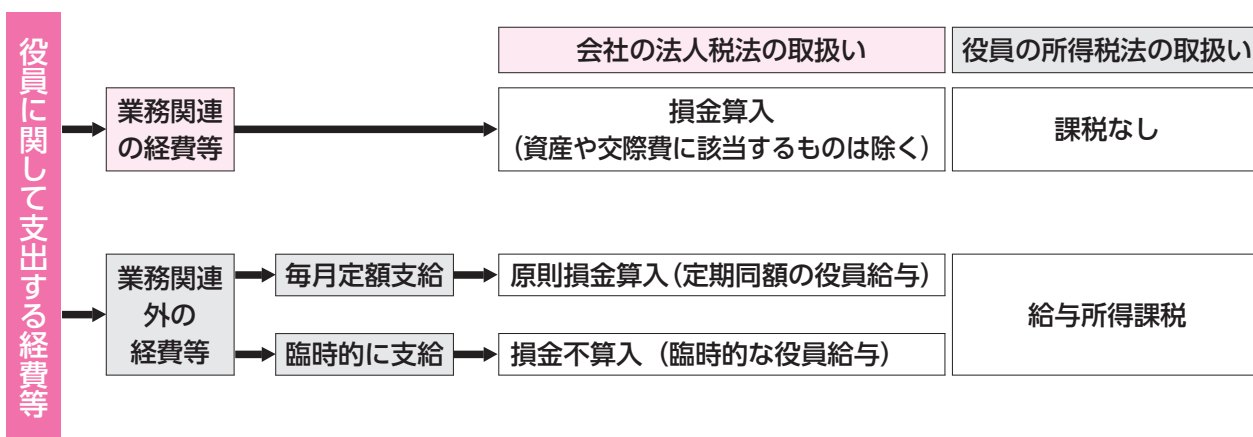 役員に関して支出する経費等
会社の法人税法の取扱い
役員の所得税法の取扱い
業務関連
の経費等
損金算入
（資産や交際費に該当するものは除く）
課税なし
業務関連
外の
経費等
毎月定額支給
原則損金算入（定期同額の役員給与）
臨時的に支給
損金不算入（臨時的な役員給与）
給与所得課税